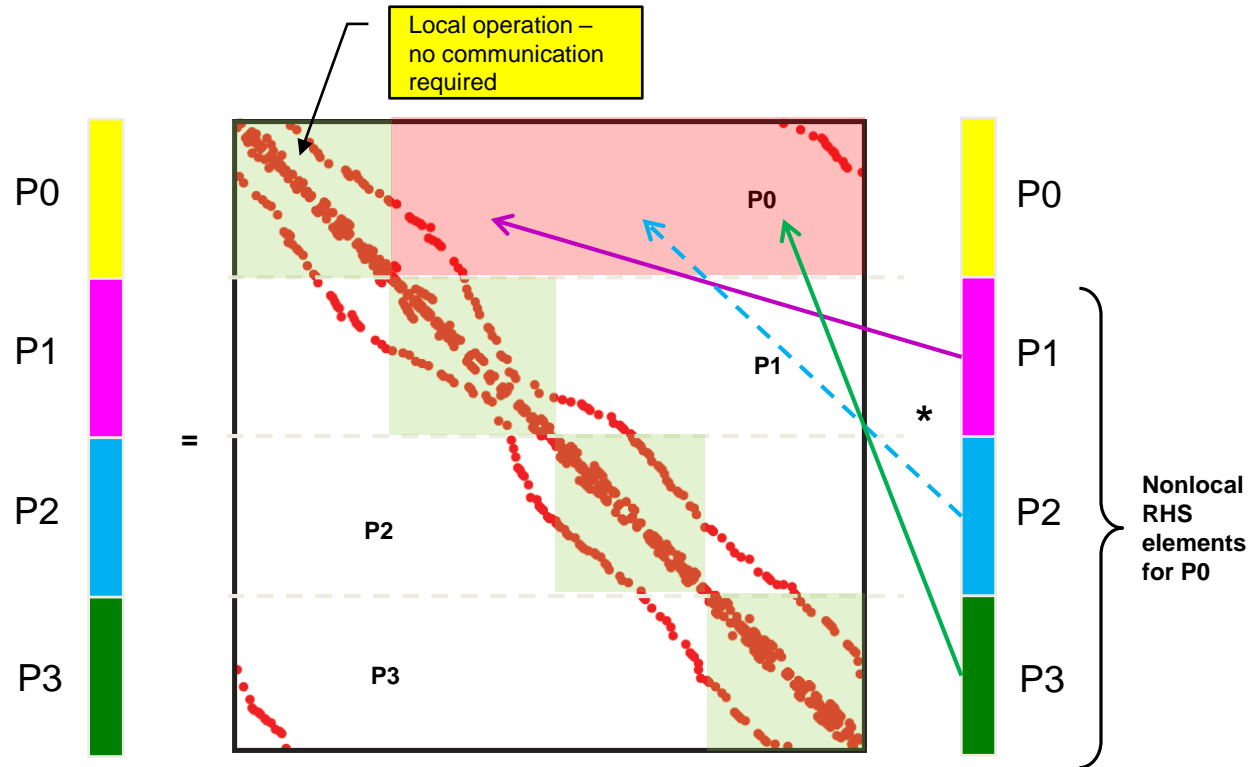 Local operation –
no communication
required
P0
P1
P2
P3
=
P0
P1
P2
P3
*
P0
P1
P2
P3
Nonlocal
RHS
elements
for P0